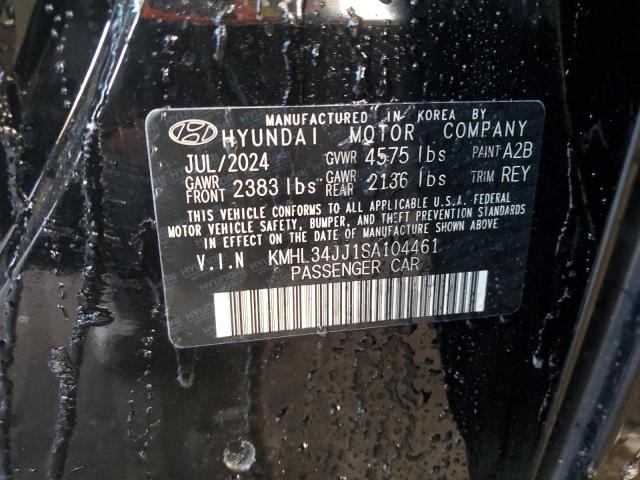 MANUFACTURED IN KOREA BY
HYUNDAI MOTOR COMPANY
JUL/2024 GVWR 4575 lbs PAINT A2B
GAWR FRONT 2383 lbs GAWR REAR 2136 lbs TRIM REY
THIS VEHICLE CONFORMS TO ALL APPLICABLE U.S.A. FEDERAL
MOTOR VEHICLE SAFETY, BUMPER, AND THEFT PREVENTION STANDARDS
IN EFFECT ON THE DATE OF MANUFACTURE SHOWN ABOVE.
V.I.N KMHL34JJ1SA104461
PASSENGER CAR